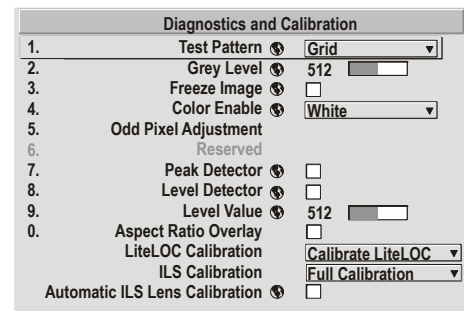 Diagnostics and Calibration
1. Test Pattern Grid
2. Grey Level 512
3. Freeze Image
4. Color Enable White
5. Odd Pixel Adjustment
6. Reserved
7. Peak Detector
8. Level Detector
9. Level Value 512
0. Aspect Ratio Overlay
LiteLOC Calibration Calibrate LiteLOC
ILS Calibration Full Calibration
Automatic ILS Lens Calibration